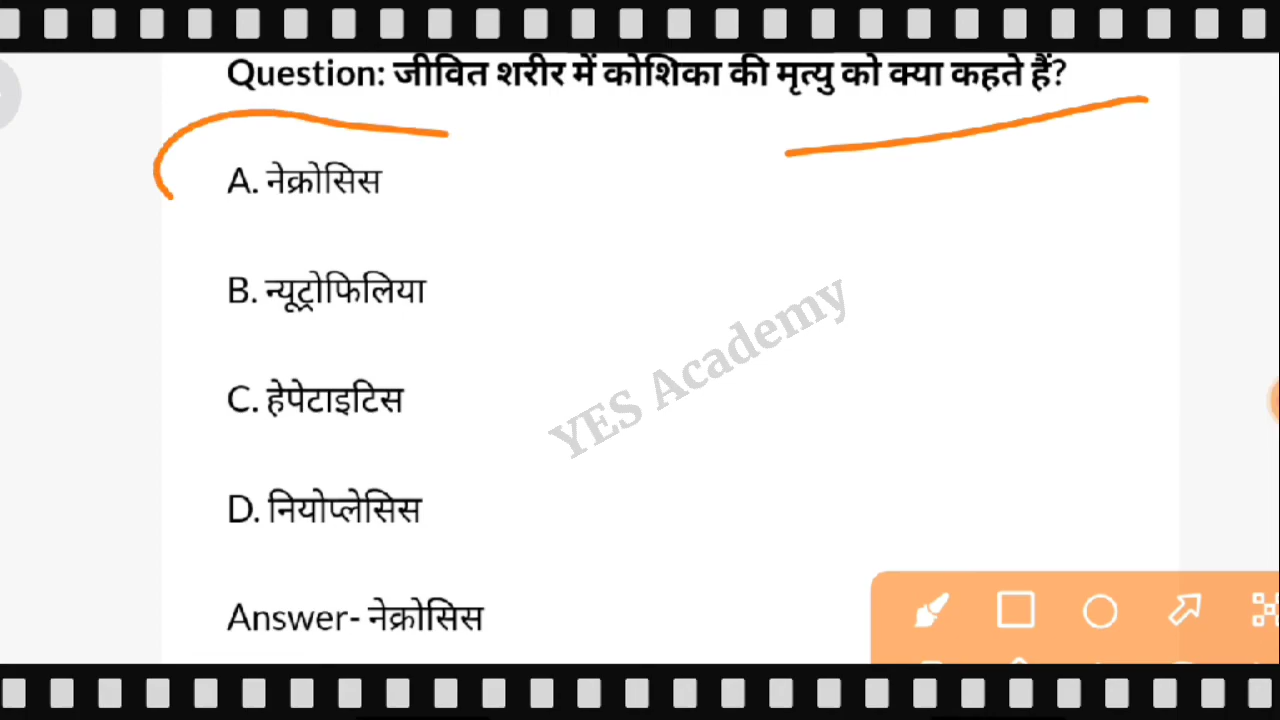 Question: जीवित शरीर में कोशिका की मृत्यु को क्या कहते हैं?
A. नेक्रोसिस
B. न्यूट्रोफिलिया
YES Academy
C. हेपेटाइटिस
D. नियोप्लेसिस
Answer- नेक्रोसिस